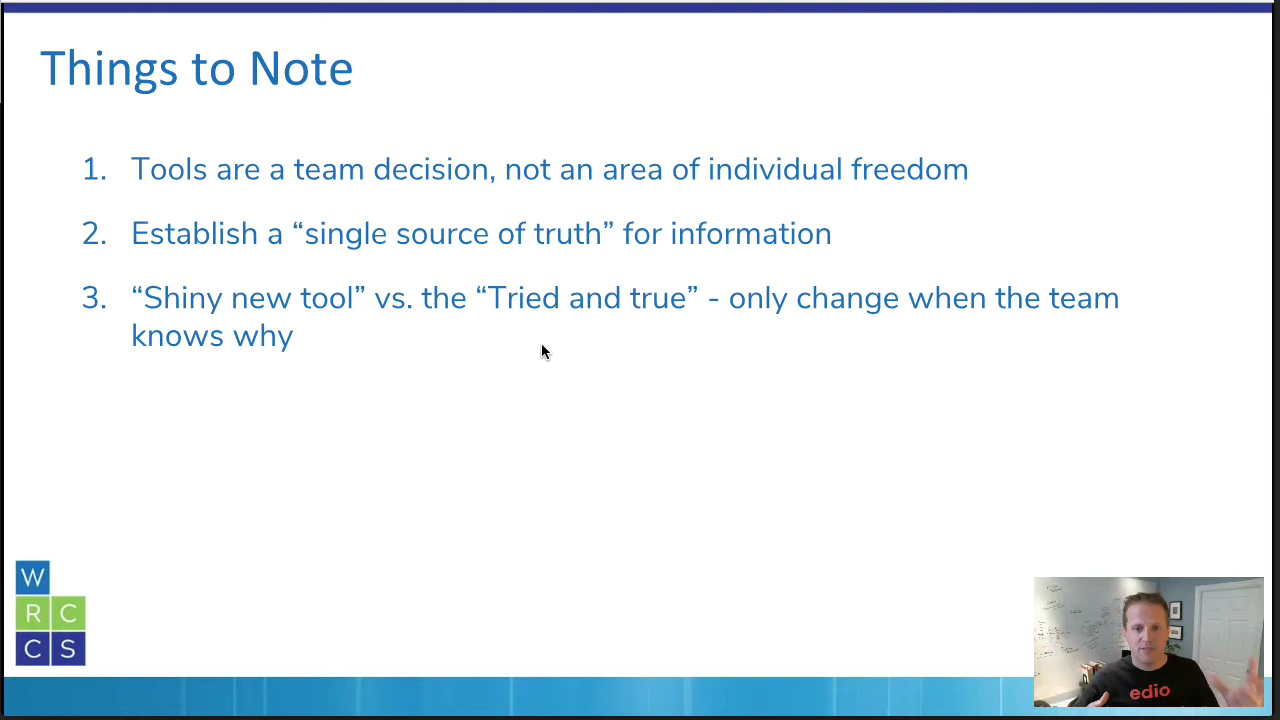 Things to Note
1. Tools are a team decision, not an area of individual freedom
2. Establish a “single source of truth” for information
3. “Shiny new tool” vs. the “Tried and true” - only change when the team
knows why
W
R C
C S
edio